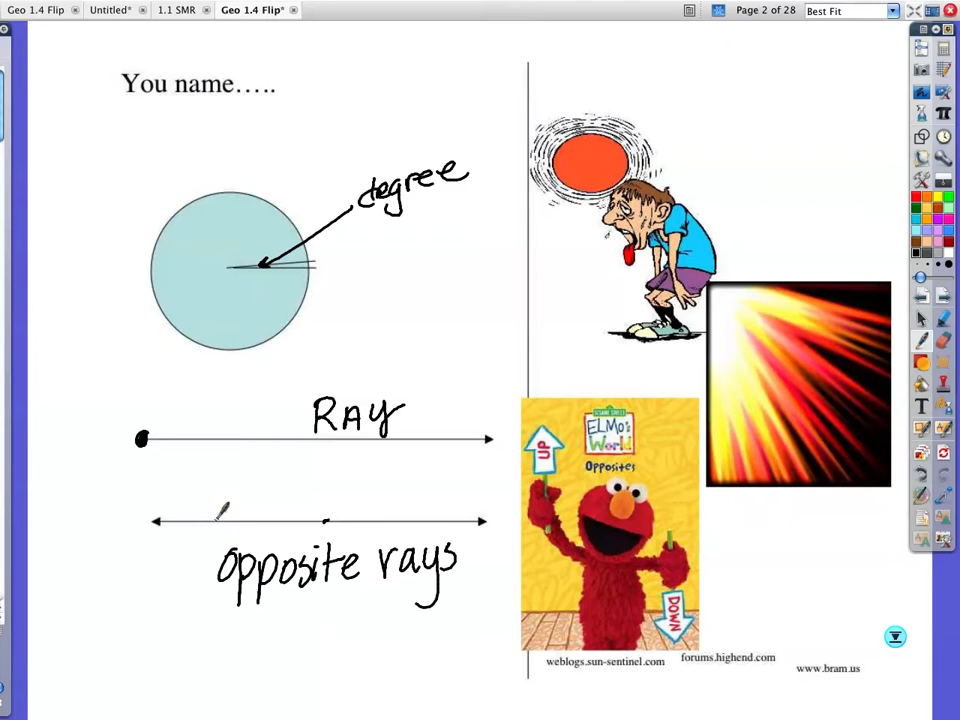 Geo 1.4 Flip
Untitled*
1.1 SMR
Geo 1.4 Flip*
Page 2 of 28
Best Fit
You name…..
degree
RAY
opposite rays
SESAME STREET
ELMO'S
World
OPPOSITES
UP
DOWN
weblogs.sun-sentinel.com
forums.highend.com
www.bram.us